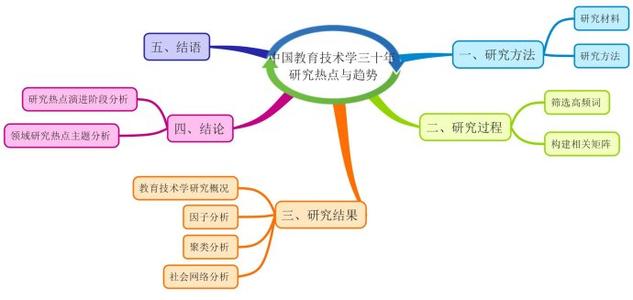 中国教育技术学三十年
研究热点与趋势
一、研究方法
研究材料
研究方法
二、研究过程
筛选高频词
构建相关矩阵
三、研究结果
教育技术学研究概况
因子分析
聚类分析
社会网络分析
四、结论
研究热点演进阶段分析
领域研究热点主题分析
五、结语